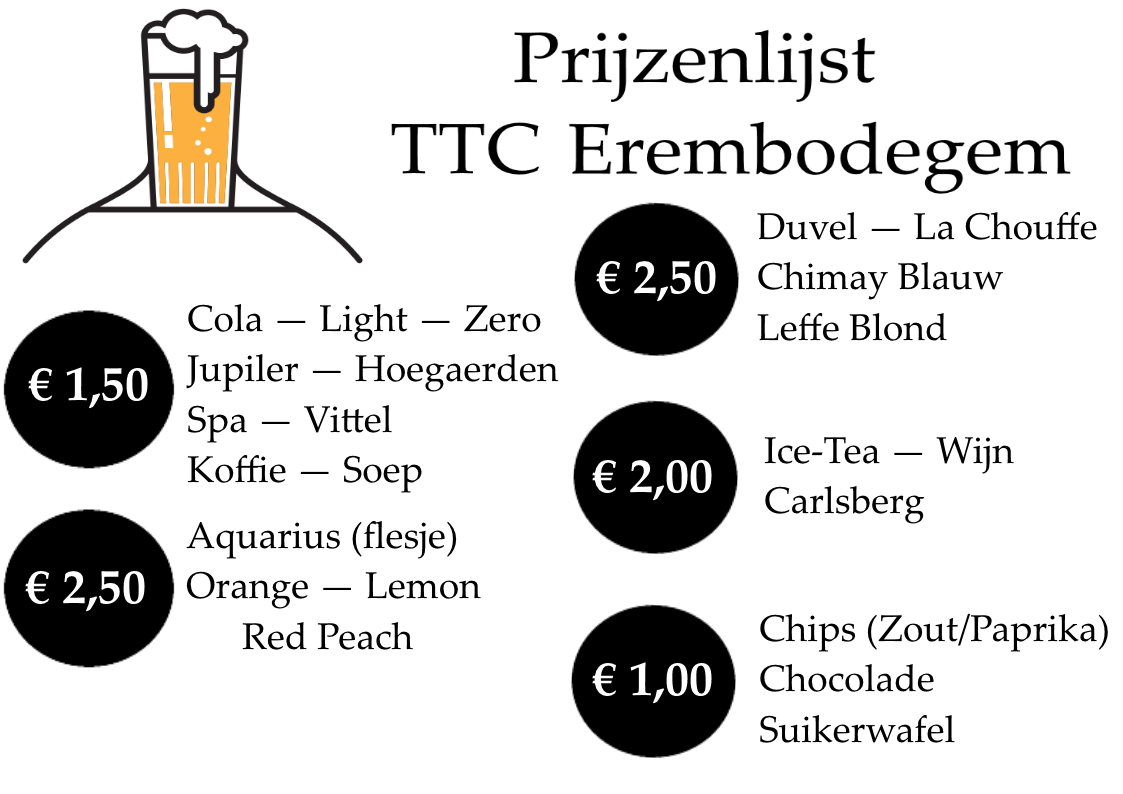 Prijzenlijst
TTC Erembodegem
€ 1,50
Cola — Light — Zero
Jupiler — Hoegaerden
Spa — Vittel
Koffie — Soep
€ 2,50
Aquarius (flesje)
Orange — Lemon
Red Peach
€ 2,50
Duvel — La Chouffe
Chimay Blauw
Leffe Blond
€ 2,00
Ice-Tea — Wijn
Carlsberg
€ 1,00
Chips (Zout/Paprika)
Chocolade
Suikerwafel